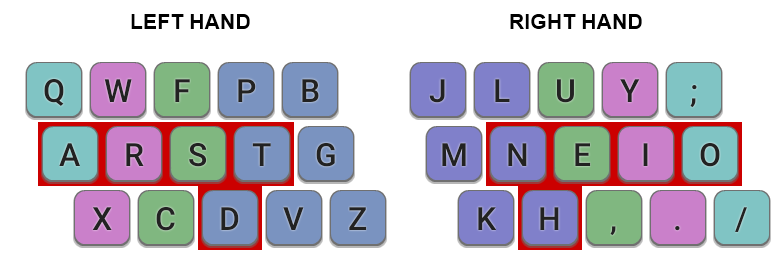 LEFT HAND RIGHT HAND
Q W F P B J L U Y ;
A R S T G M N E I O
X C D V Z K H , . /